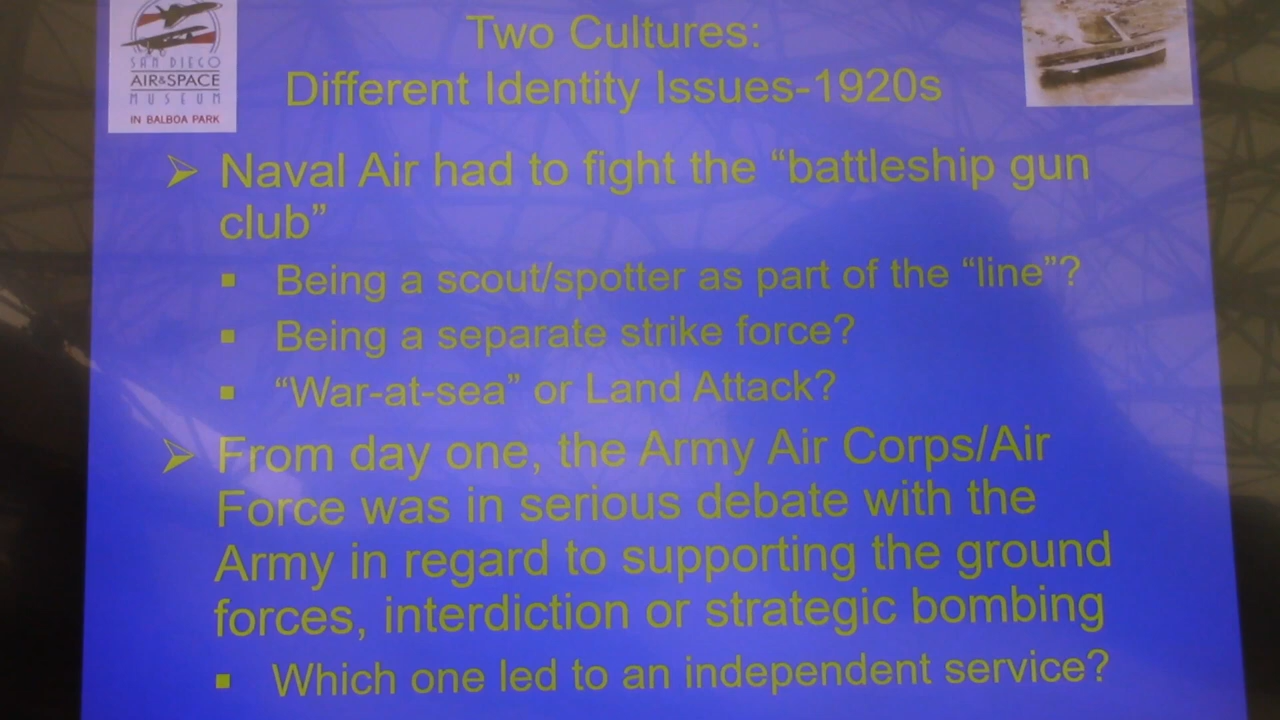 SAN DIEGO
AIR&SPACE
MUSEUM
IN BALBOA PARK
Two Cultures:
Different Identity Issues-1920s
Naval Air had to fight the “battleship gun
club”
Being a scout/spotter as part of the “line”?
Being a separate strike force?
“War-at-sea” or Land Attack?
From day one, the Army Air Corps/Air
Force was in serious debate with the
Army in regard to supporting the ground
forces, interdiction or strategic bombing
Which one led to an independent service?